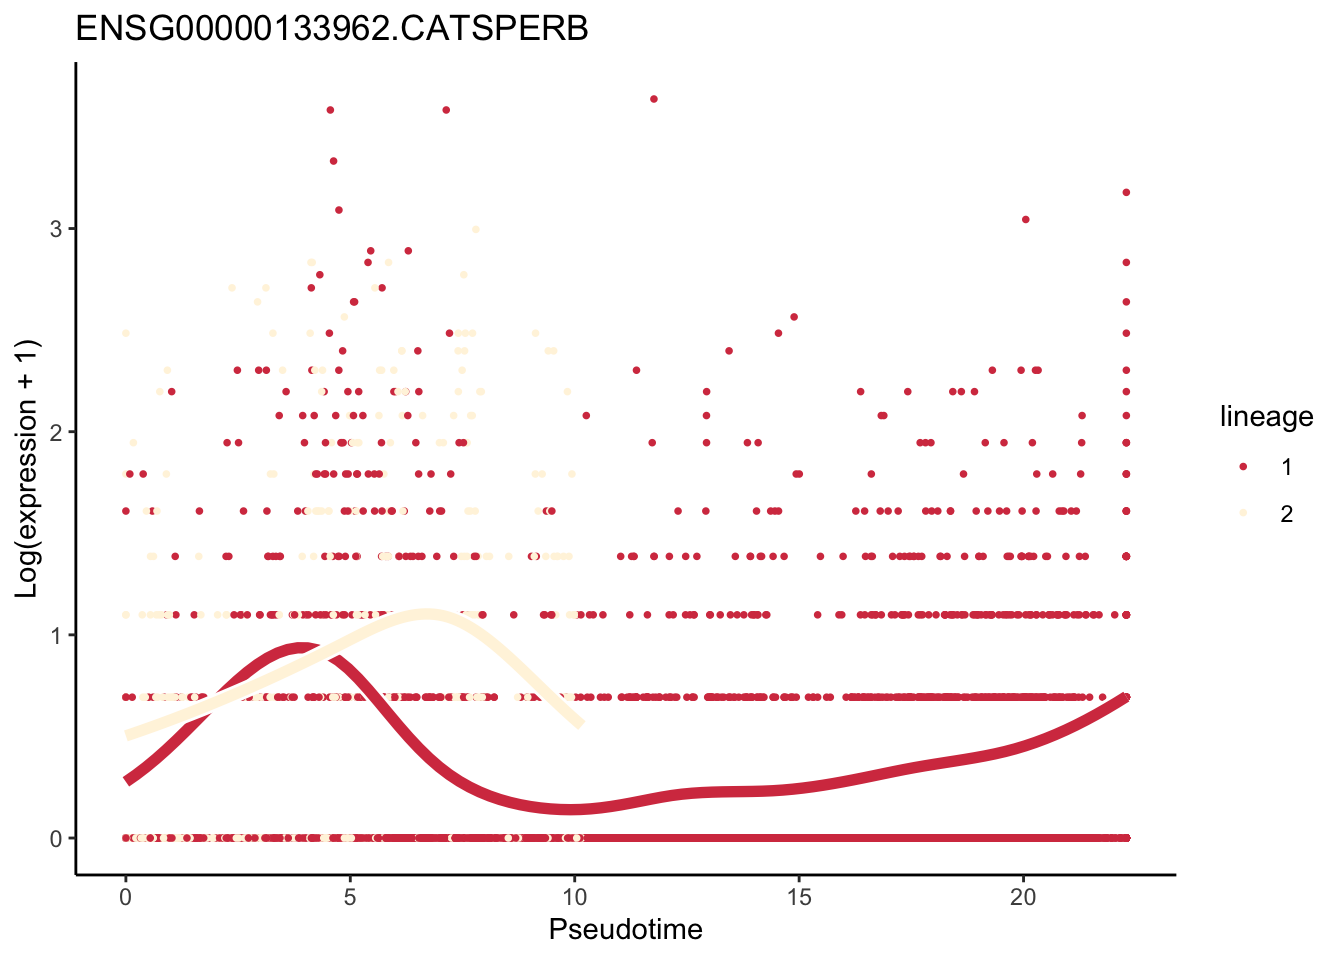 ENSG00000133962.CATSPERB
Log(expression + 1)
3
2
1
0
0 5 10 15 20
Pseudotime
lineage
1
2